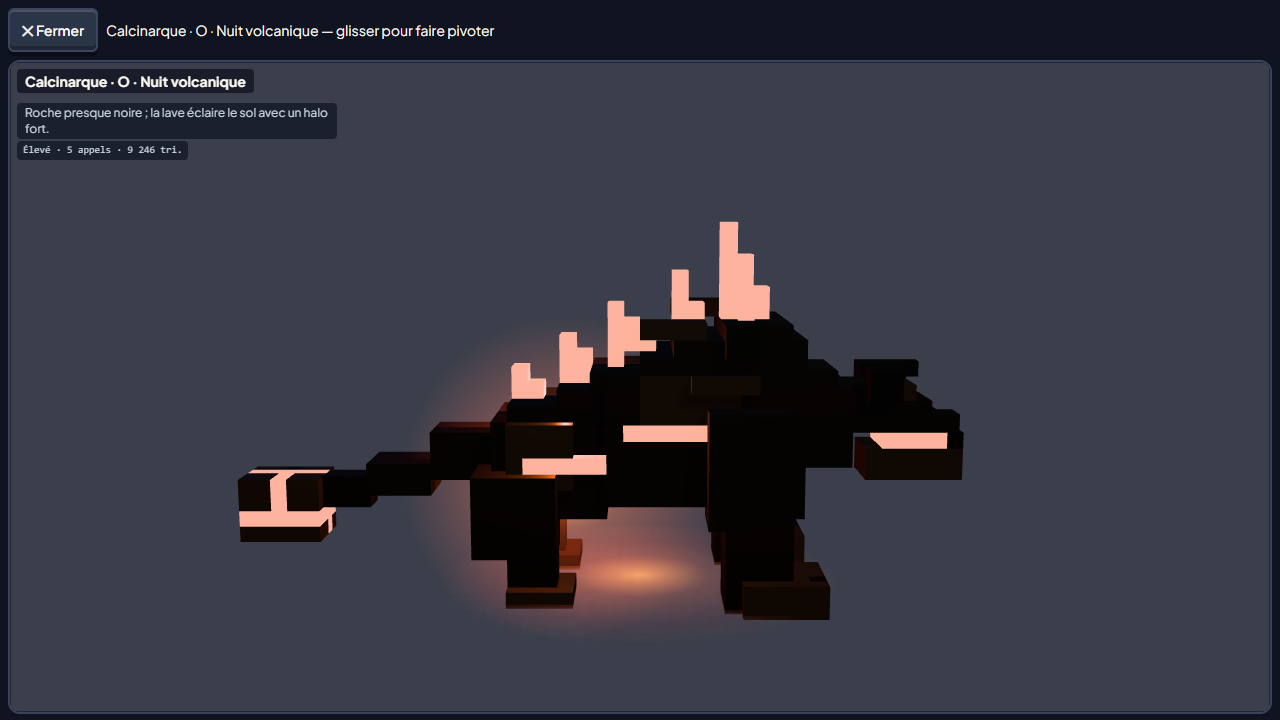 ✕ Fermer
Calcinarque · O · Nuit volcanique — glisser pour faire pivoter
Calcinarque · O · Nuit volcanique
Roche presque noire ; la lave éclaire le sol avec un halo
fort.
Élevé · 5 appels · 9 246 tri.